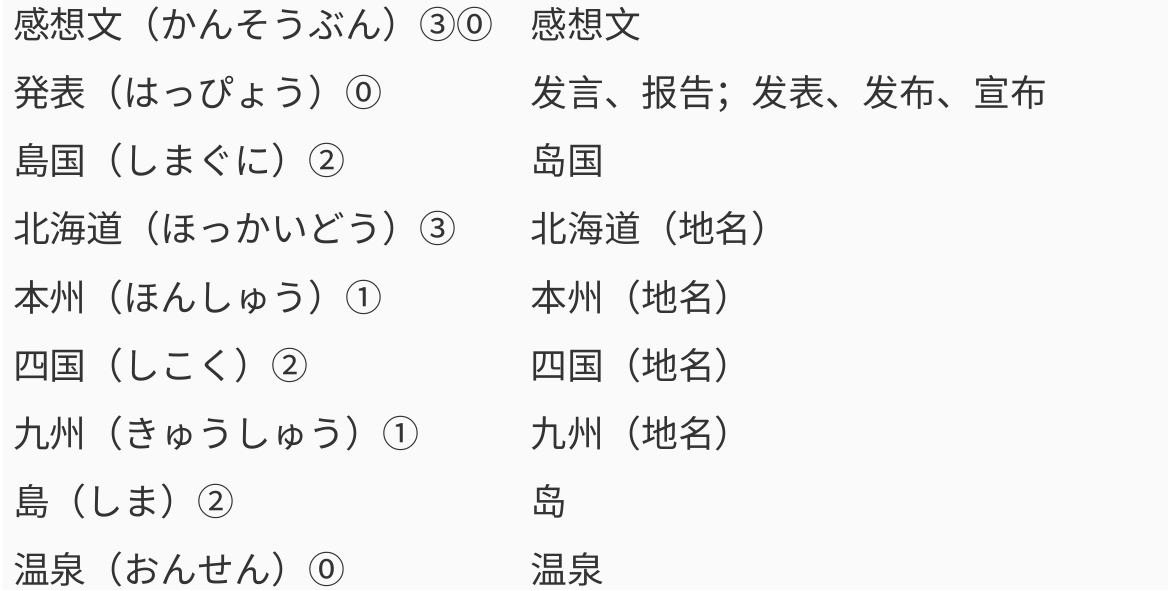 感想文（かんそうぶん）③⓪ 感想文
発表（はっぴょう）⓪ 发言、报告；发表、发布、宣布
島国（しまぐに）② 岛国
北海道（ほっかいどう）③ 北海道（地名）
本州（ほんしゅう）① 本州（地名）
四国（しこく）② 四国（地名）
九州（きゅうしゅう）① 九州（地名）
島（しま）② 岛
温泉（おんせん）⓪ 温泉